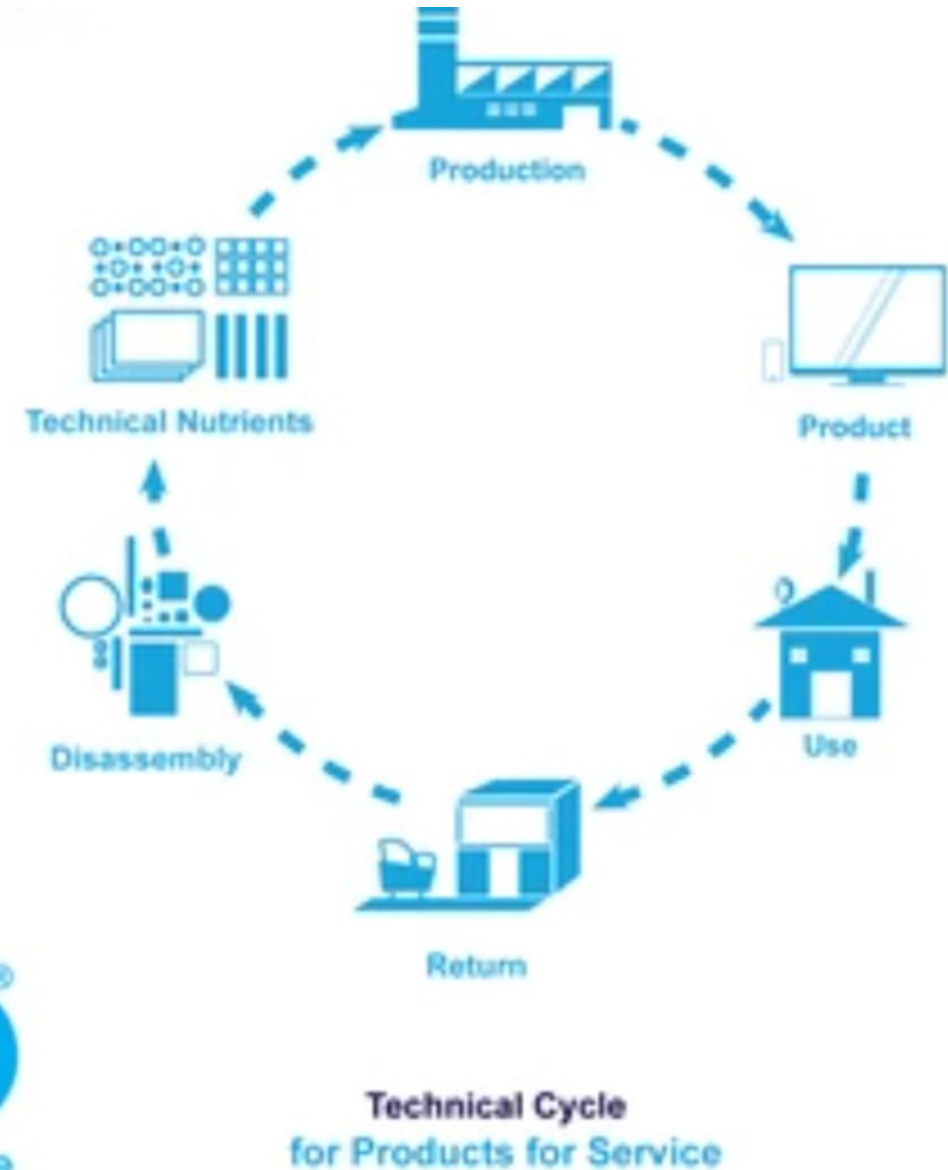 Production
Technical Nutrients
Product
Disassembly
Use
Return
®
Technical Cycle
for Products for Service